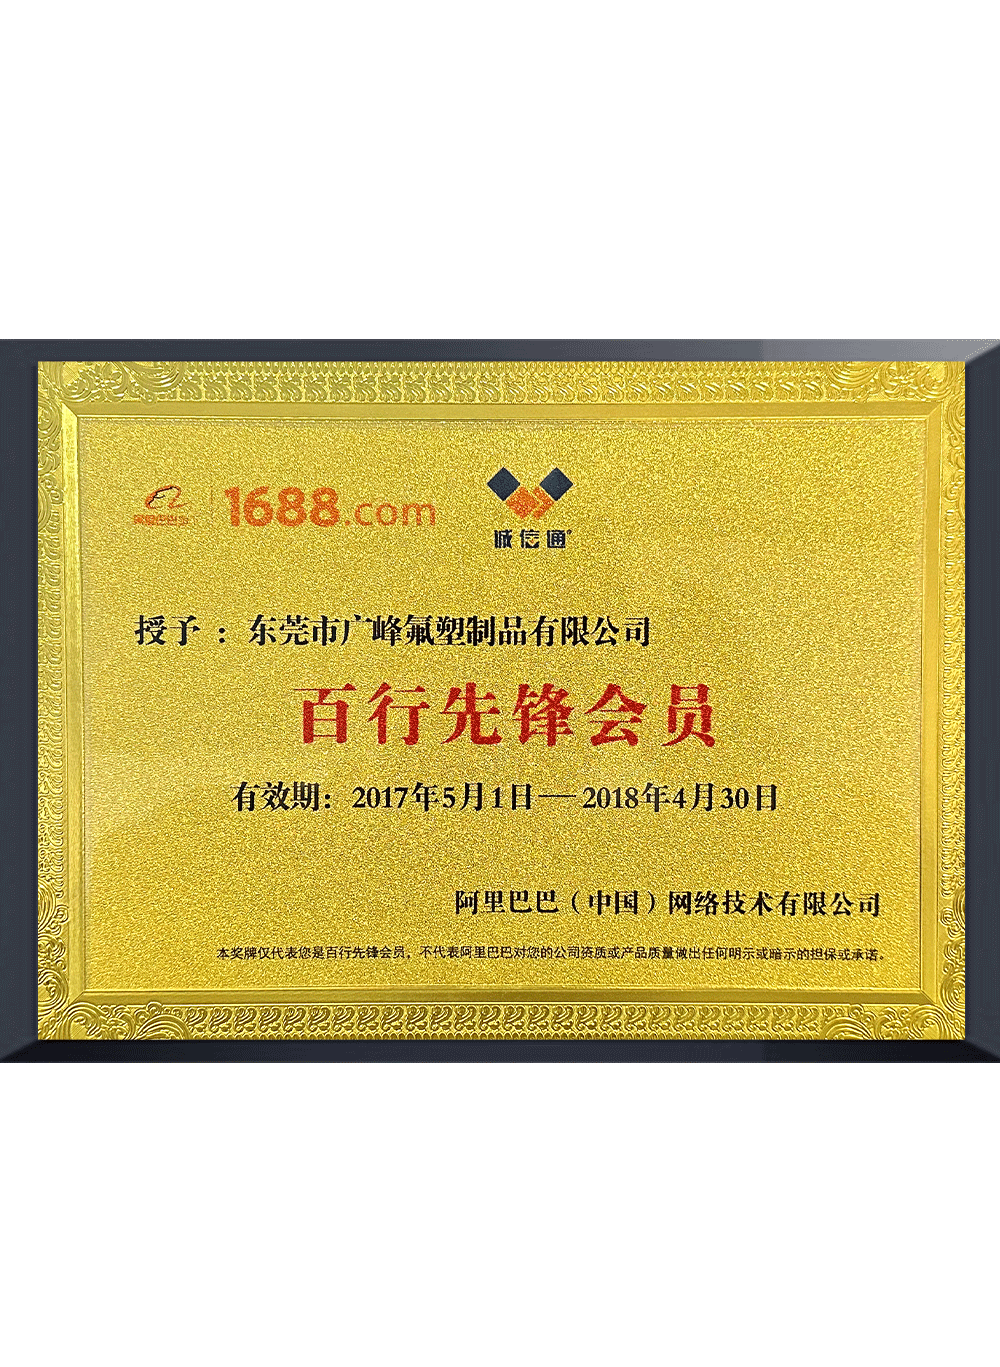 阿里巴巴 1688.com
诚信通®
授予：东莞市广峰氟塑制品有限公司
百行先锋会员
有效期：2017年5月1日—2018年4月30日
阿里巴巴（中国）网络技术有限公司
本奖牌仅代表您是百行先锋会员，不代表阿里巴巴对您的公司资质或产品质量做出任何明示或暗示的担保或承诺。